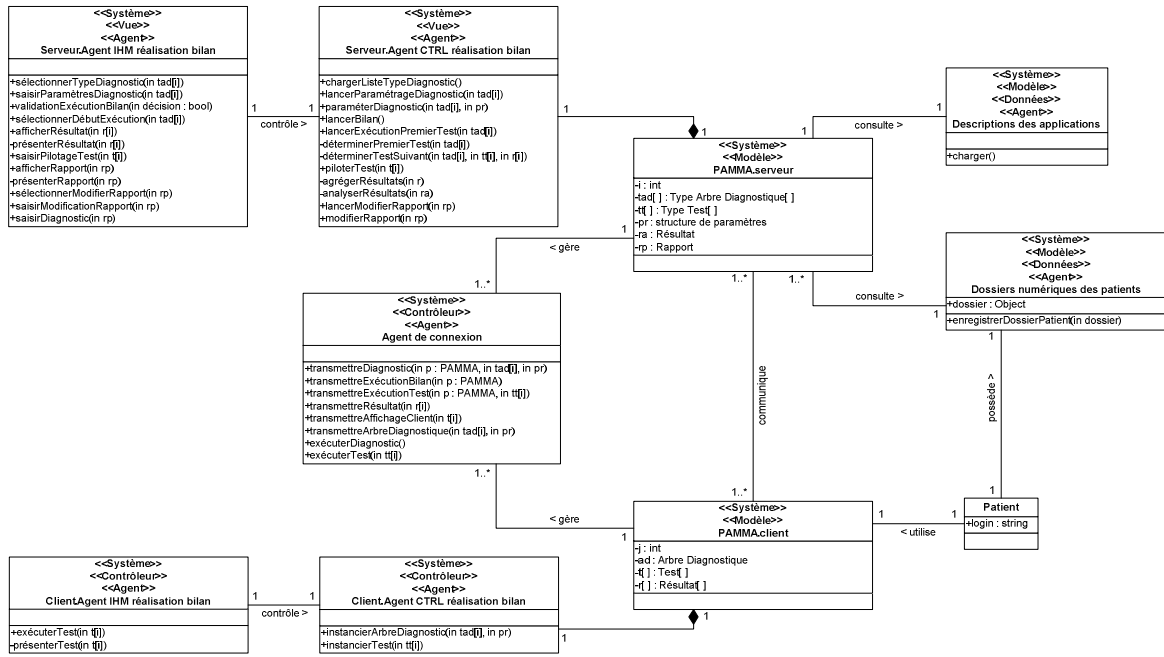 <<Système>>
<<Vue>>
<<Agent>>
Serveur.Agent IHM réalisation bilan
+sélectionnerTypeDiagnostic(in tad[i])
+saisirParamètresDiagnostic(in tad[i])
+validationExécutionBilan(in décision : bool)
+sélectionnerDébutExécution(in tad[i])
+afficherRésultat(in r[i])
-présenterRésultat(in r[i])
+saisirPilotageTest(in t[i])
+afficherRapport(in rp)
-présenterRapport(in rp)
+sélectionnerModifierRapport(in rp)
+saisirModificationRapport(in rp)
+saisirDiagnostic(in rp)
1
contrôle >
1
<<Système>>
<<Vue>>
<<Agent>>
Serveur.Agent CTRL réalisation bilan
+chargerListeTypeDiagnostic()
+lancerParamétrageDiagnostic(in tad[i])
+paraméterDiagnostic(in tad[i], in pr)
+lancerBilan()
+lancerExécutionPremierTest(in tad[i])
-déterminerPremierTest(in tad[i])
-déterminerTestSuivant(in tad[i], in tt[i], in r[i])
+piloterTest(in t[i])
-agrégerRésultats(in r)
-analyserRésultats(in ra)
+lancerModifierRapport(in rp)
+modifierRapport(in rp)
1
1
<<Système>>
<<Modèle>>
PAMMA.serveur
-i : int
-tad[ ] : Type Arbre Diagnostique[ ]
-tt[ ] : Type Test[ ]
-pr : structure de paramètres
-ra : Résultat
-rp : Rapport
1
consulte >
1
<<Système>>
<<Modèle>>
<<Données>>
<<Agent>>
Descriptions des applications
+charger()
1..*
consulte >
1
<<Système>>
<<Modèle>>
<<Données>>
<<Agent>>
Dossiers numériques des patients
+dossier : Object
+enregistrerDossierPatient(in dossier)
1
< gère
1..*
<<Système>>
<<Contrôleur>>
<<Agent>>
Agent de connexion
+transmettreDiagnostic(in p : PAMMA, in tad[i], in pr)
+transmettreExécutionBilan(in p : PAMMA)
+transmettreExécutionTest(in p : PAMMA, in tt[i])
+transmettreRésultat(in r[i])
+transmettreAffichageClient(in t[i])
+transmettreArbreDiagnostique(in tad[i], in pr)
+exécuterDiagnostic()
+exécuterTest(in tt[i])
1..*
< gère
1
1..*
communique
1..*
1
possède >
1
Patient
+login : string
1
< utilise
1
<<Système>>
<<Modèle>>
PAMMA.client
-j : int
-ad : Arbre Diagnostique
-t[ ] : Test[ ]
-r[ ] : Résultat[ ]
1
1
<<Système>>
<<Contrôleur>>
<<Agent>>
Client.Agent IHM réalisation bilan
+exécuterTest(in t[i])
-présenterTest(in t[i])
1
contrôle >
1
<<Système>>
<<Contrôleur>>
<<Agent>>
Client.Agent CTRL réalisation bilan
+instancierArbreDiagnostic(in tad[i], in pr)
+instancierTest(in tt[i])